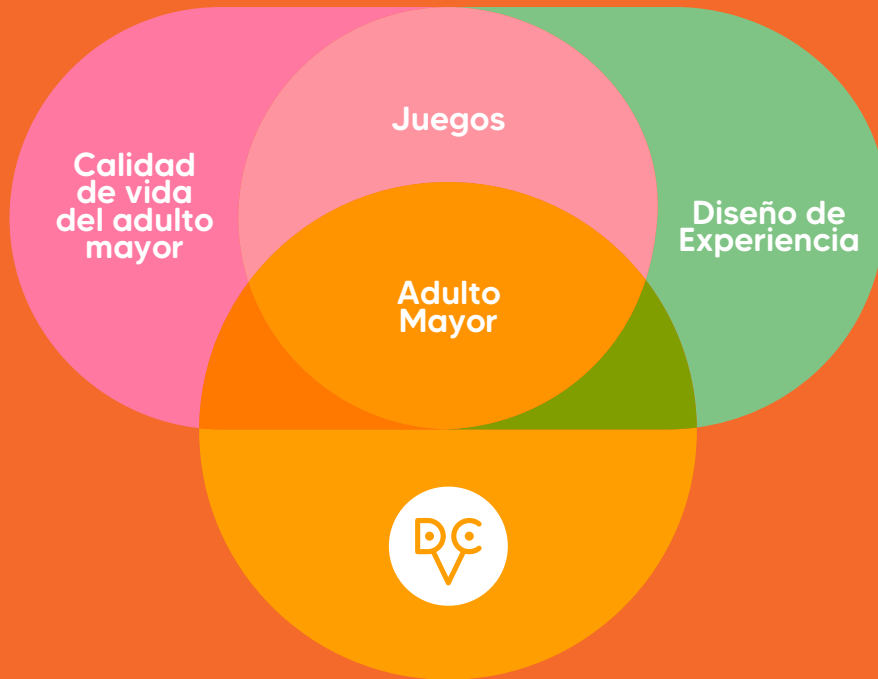 Juegos
Calidad
de vida
del adulto
mayor
Diseño de
Experiencia
Adulto
Mayor
DCV